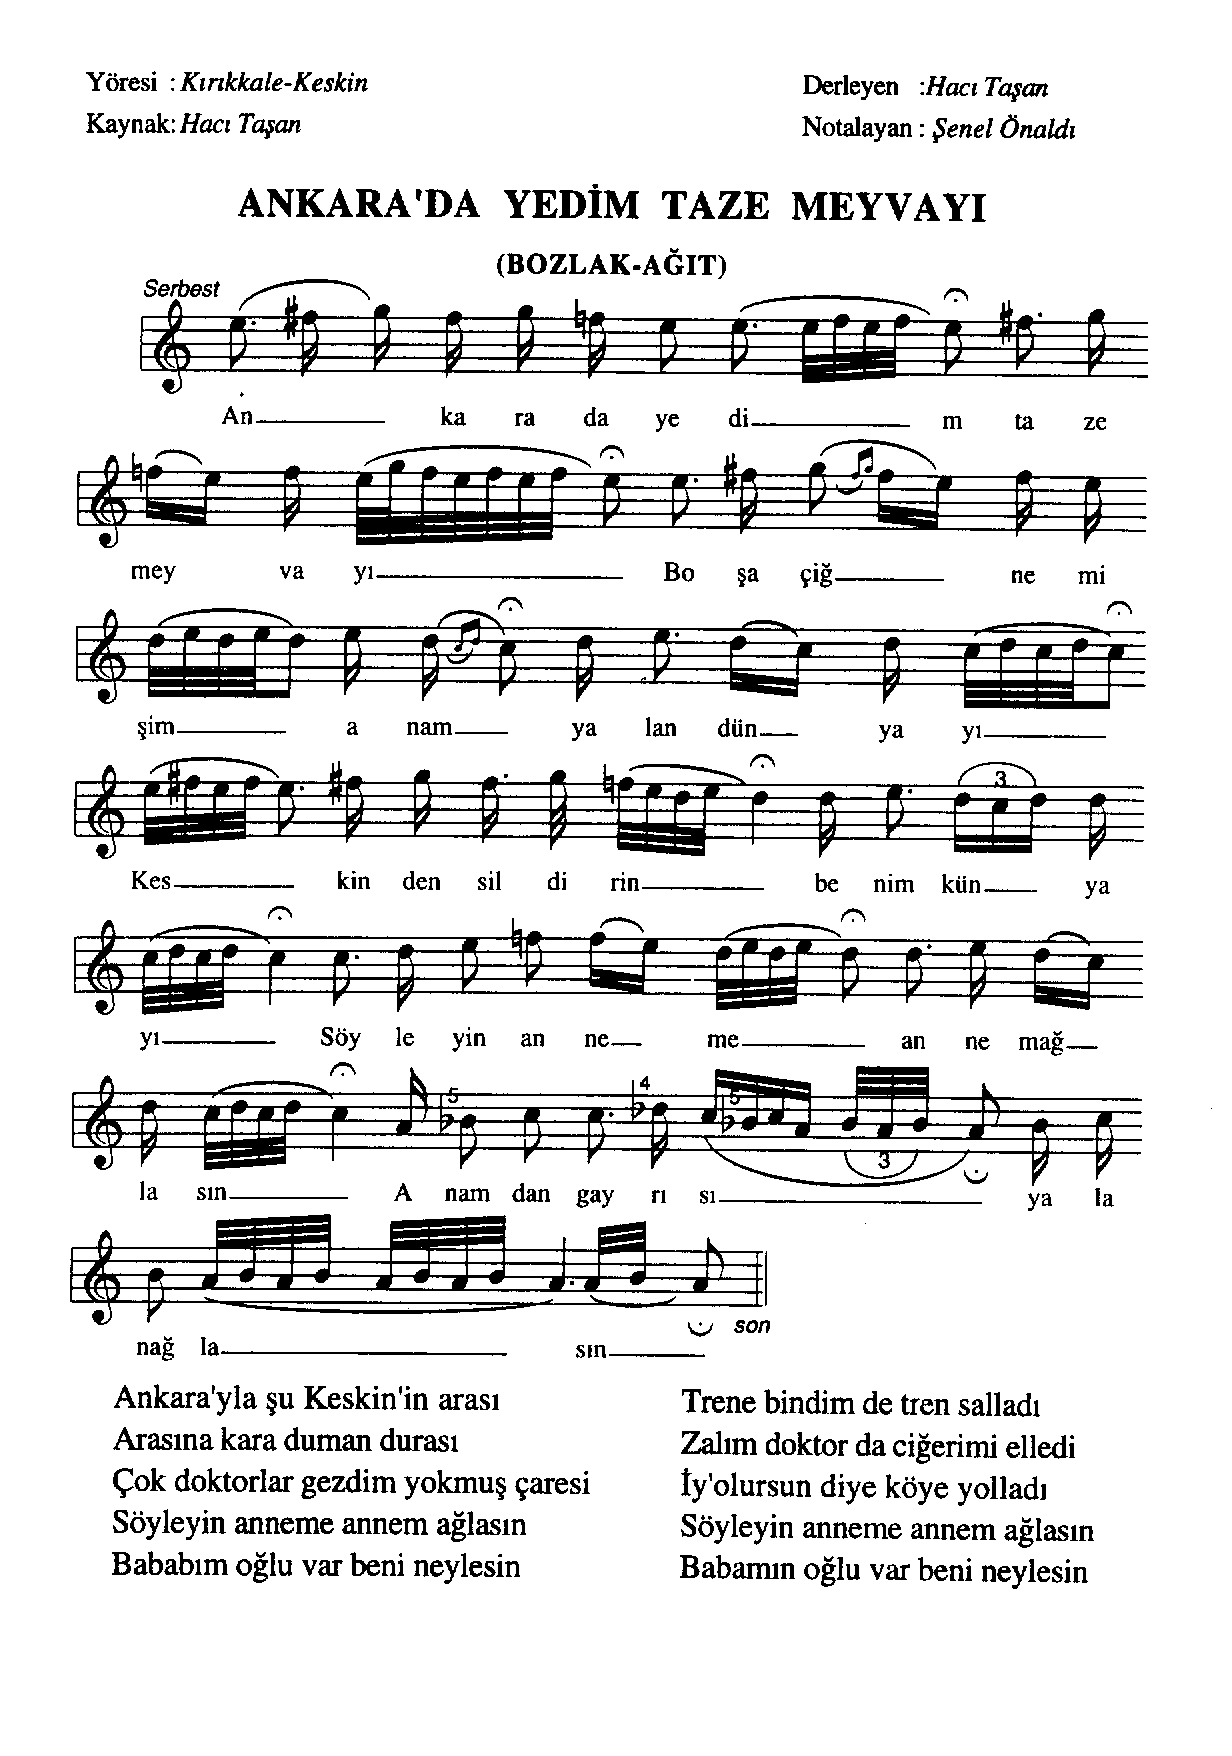 Yöresi : Kırıkkale-Keskin
Kaynak: Hacı Taşan
Derleyen :Hacı Taşan
Notalayan : Şenel Önaldı
ANKARA'DA YEDİM TAZE MEYVAYI
(BOZLAK-AĞIT)
Serbest
An ka ra da ye di m ta ze
mey va yı Bo şa çiğ ne mi
şim a nam ya lan dün ya yı
3
Kes kin den sil di rin be nim kün ya
yı Söy le yin an ne me an ne mağ
5 4 5 3
la sın A nam dan gay rı sı ya la
son
nağ la sın
Ankara'yla şu Keskin'in arası
Arasına kara duman durası
Çok doktorlar gezdim yokmuş çaresi
Söyleyin anneme annem ağlasın
Bababım oğlu var beni neylesin
Trene bindim de tren salladı
Zalım doktor da ciğerimi elledi
İy'olursun diye köye yolladı
Söyleyin anneme annem ağlasın
Babamın oğlu var beni neylesin